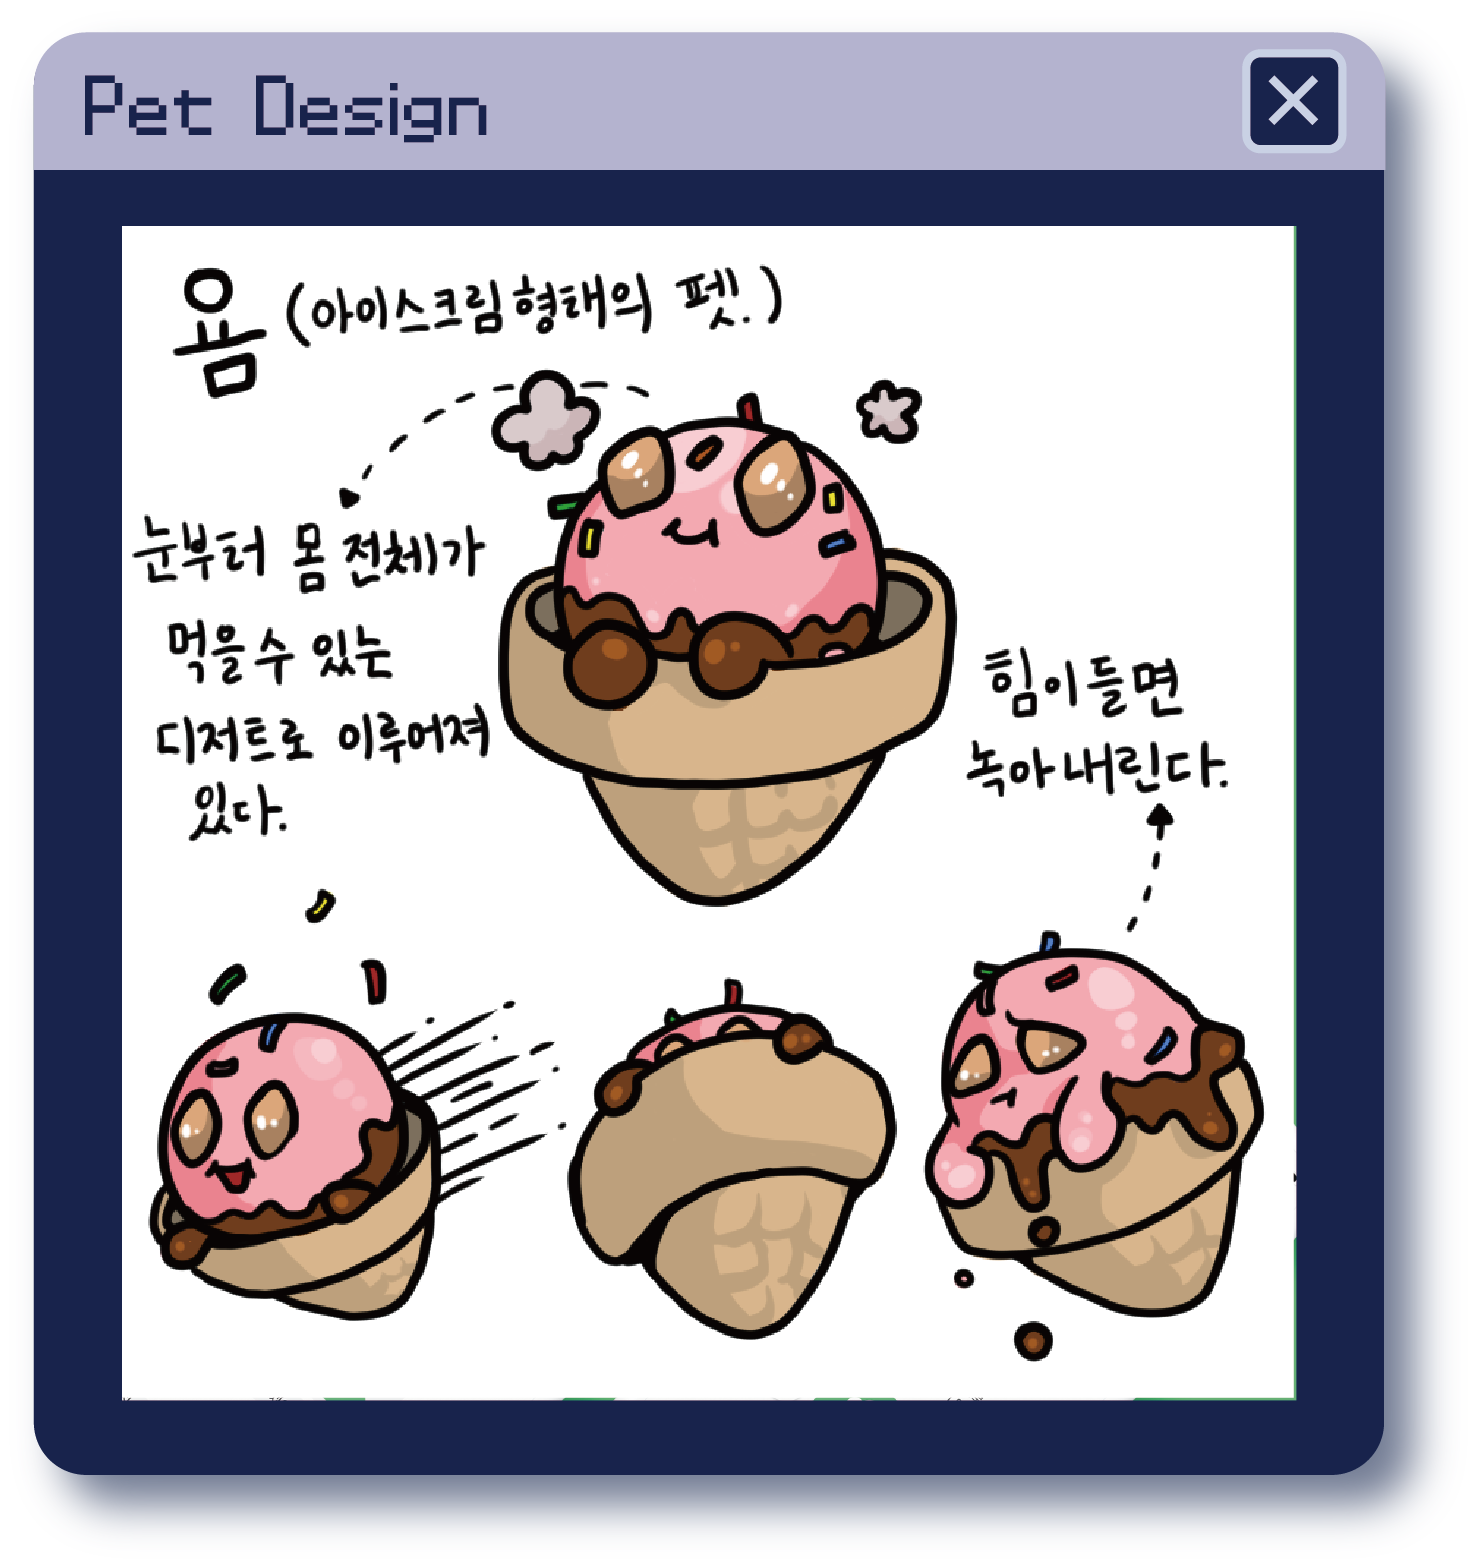 Pet Design
욤 (아이스크림 형태의 펫.)
눈부터 몸 전체가
먹을 수 있는
디저트로 이루어져
있다.
힘이 들면
녹아내린다.